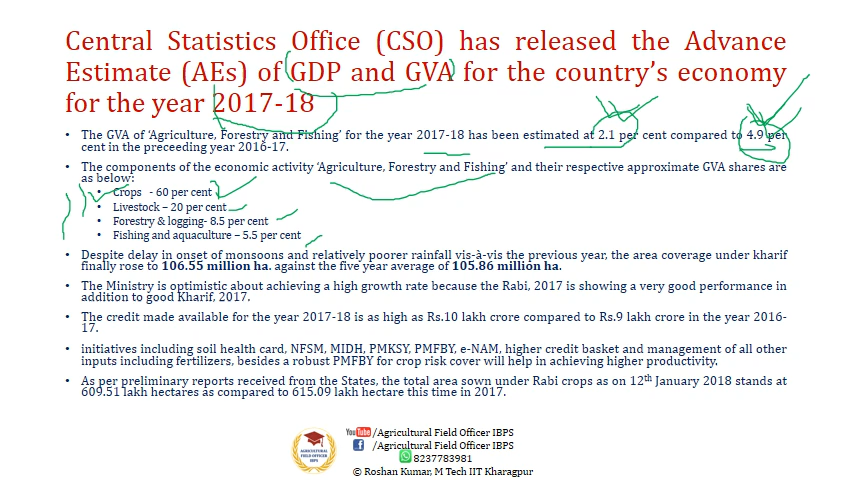 Central Statistics Office (CSO) has released the Advance
Estimate (AEs) of GDP and GVA for the country's economy
for the year 2017-18
• The GVA of 'Agriculture, Forestry and Fishing' for the year 2017-18 has been estimated at 2.1 per cent compared to 4.9 per
cent in the preceeding year 2016-17.
• The components of the economic activity 'Agriculture, Forestry and Fishing' and their respective approximate GVA shares are
as below:
• Crops - 60 per cent
• Livestock – 20 per cent
• Forestry & logging- 8.5 per cent
• Fishing and aquaculture – 5.5 per cent
• Despite delay in onset of monsoons and relatively poorer rainfall vis-à-vis the previous year, the area coverage under kharif
finally rose to 106.55 million ha. against the five year average of 105.86 million ha.
• The Ministry is optimistic about achieving a high growth rate because the Rabi, 2017 is showing a very good performance in
addition to good Kharif, 2017.
• The credit made available for the year 2017-18 is as high as Rs.10 lakh crore compared to Rs.9 lakh crore in the year 2016-
17.
• initiatives including soil health card, NFSM, MIDH, PMKSY, PMFBY, e-NAM, higher credit basket and management of all other
inputs including fertilizers, besides a robust PMFBY for crop risk cover will help in achieving higher productivity.
• As per preliminary reports received from the States, the total area sown under Rabi crops as on 12th January 2018 stands at
609.51 lakh hectares as compared to 615.09 lakh hectare this time in 2017.
AGRICULTURAL
FIELD OFFICER
IBPS
YouTube /Agricultural Field Officer IBPS
f /Agricultural Field Officer IBPS
8237783981
© Roshan Kumar, M Tech IIT Kharagpur